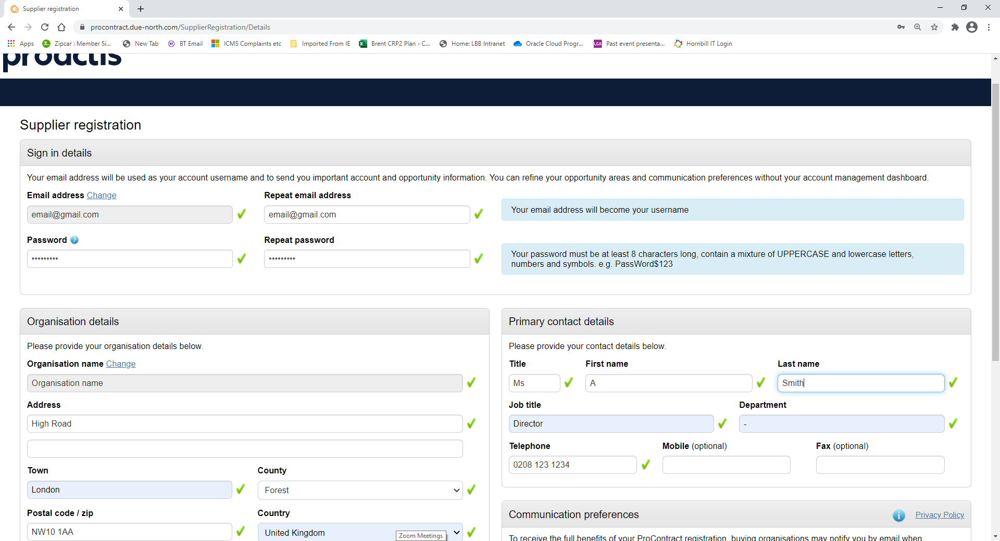 Supplier registration
procontract.due-north.com/SupplierRegistration/Details
Apps
Zipcar : Member Si...
New Tab
BT Email
ICMS Complaints etc
Imported From IE
Brent CRP2 Plan - C...
Home: LBB Intranet
Oracle Cloud Progr...
LGA
Past event presenta...
Hornbill IT Login
proactis
Supplier registration
Sign in details
Your email address will be used as your account username and to send you important account and opportunity information. You can refine your opportunity areas and communication preferences without your account management dashboard.
Email address Change
Repeat email address
email@gmail.com
email@gmail.com
Your email address will become your username
Password ?
Repeat password
•••••••••
•••••••••
Your password must be at least 8 characters long, contain a mixture of UPPERCASE and lowercase letters,
numbers and symbols. e.g. PassWord$123
Organisation details
Please provide your organisation details below.
Organisation name Change
Organisation name
Address
High Road
Town
County
London
Forest
Postal code / zip
Country
NW10 1AA
United Kingdom
Zoom Meetings
Primary contact details
Please provide your contact details below.
Title
First name
Last name
Ms
A
Smith
Job title
Department
Director
-
Telephone
Mobile (optional)
Fax (optional)
0208 123 1234
Communication preferences
i
Privacy Policy
To receive the full benefits of your ProContract registration, buying organisations may notify you by email when